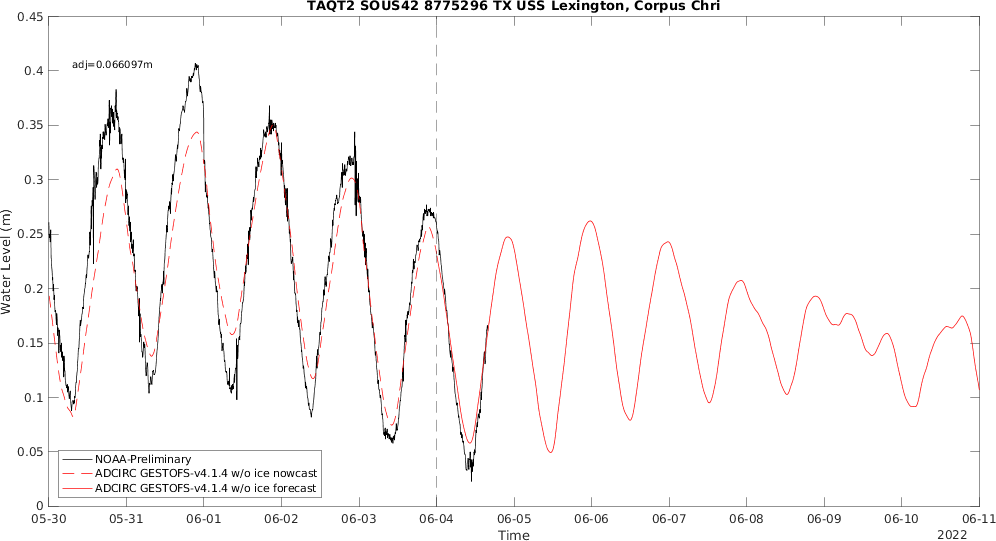 TAQT2 SOUS42 8775296 TX USS Lexington, Corpus Chri
0.45
adj=0.066097m
0.4
0.35
0.3
0.25
0.2
0.15
0.1
0.05
0
Water Level (m)
NOAA-Preliminary
ADCIRC GESTOFS-v4.1.4 w/o ice nowcast
ADCIRC GESTOFS-v4.1.4 w/o ice forecast
05-30 05-31 06-01 06-02 06-03 06-04 06-05 06-06 06-07 06-08 06-09 06-10 06-11
Time
2022